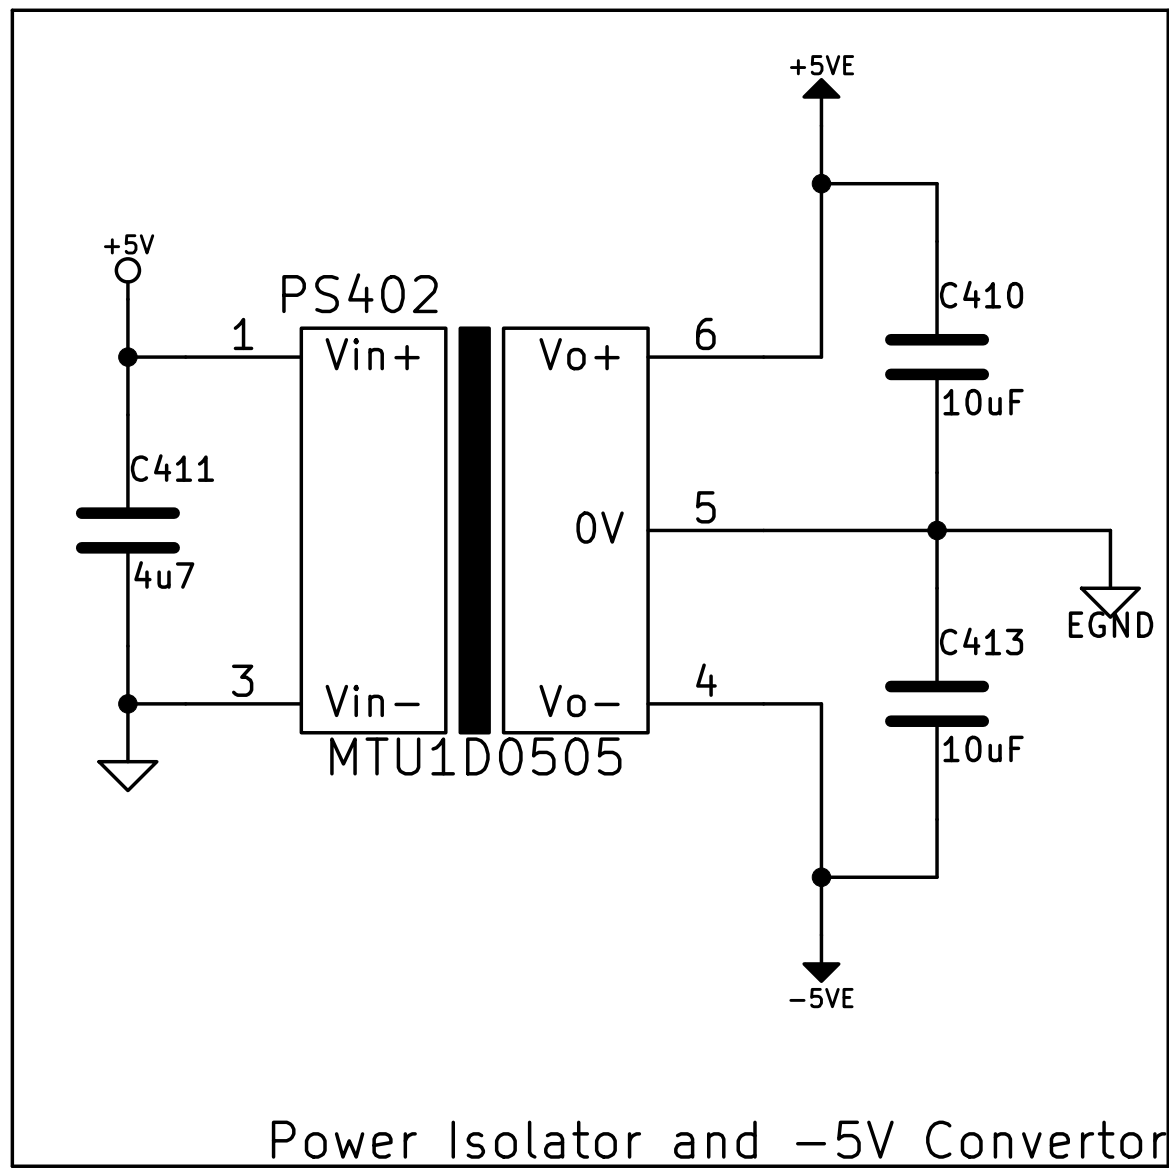 +5VE
+5V
PS402
C410
1
Vin+
Vo+
6
10uF
C411
5
0V
4u7
EGND
C413
3
Vin-
Vo-
4
10uF
MTU1D0505
-5VE
Power Isolator and -5V Convertor